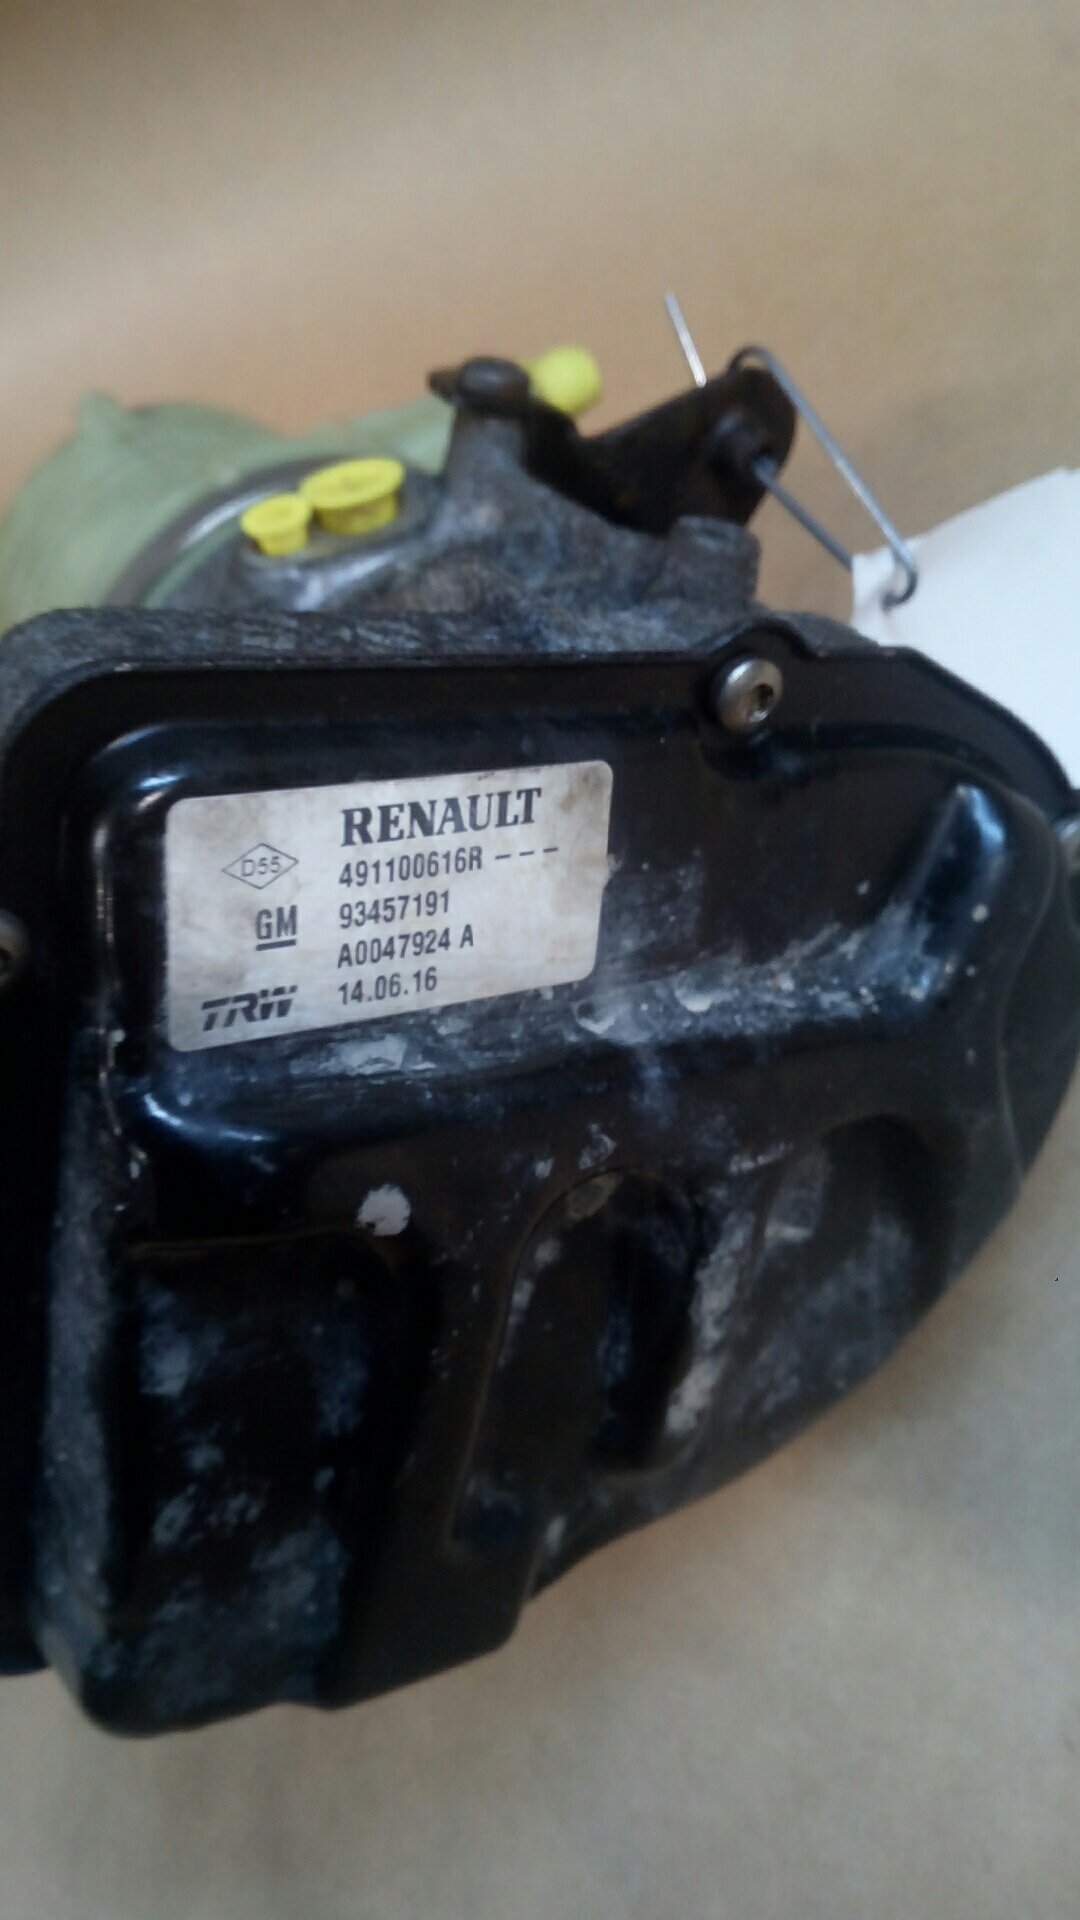 RENAULT
D55 491100616R ---
GM 93457191
A0047924 A
TRW 14.06.16